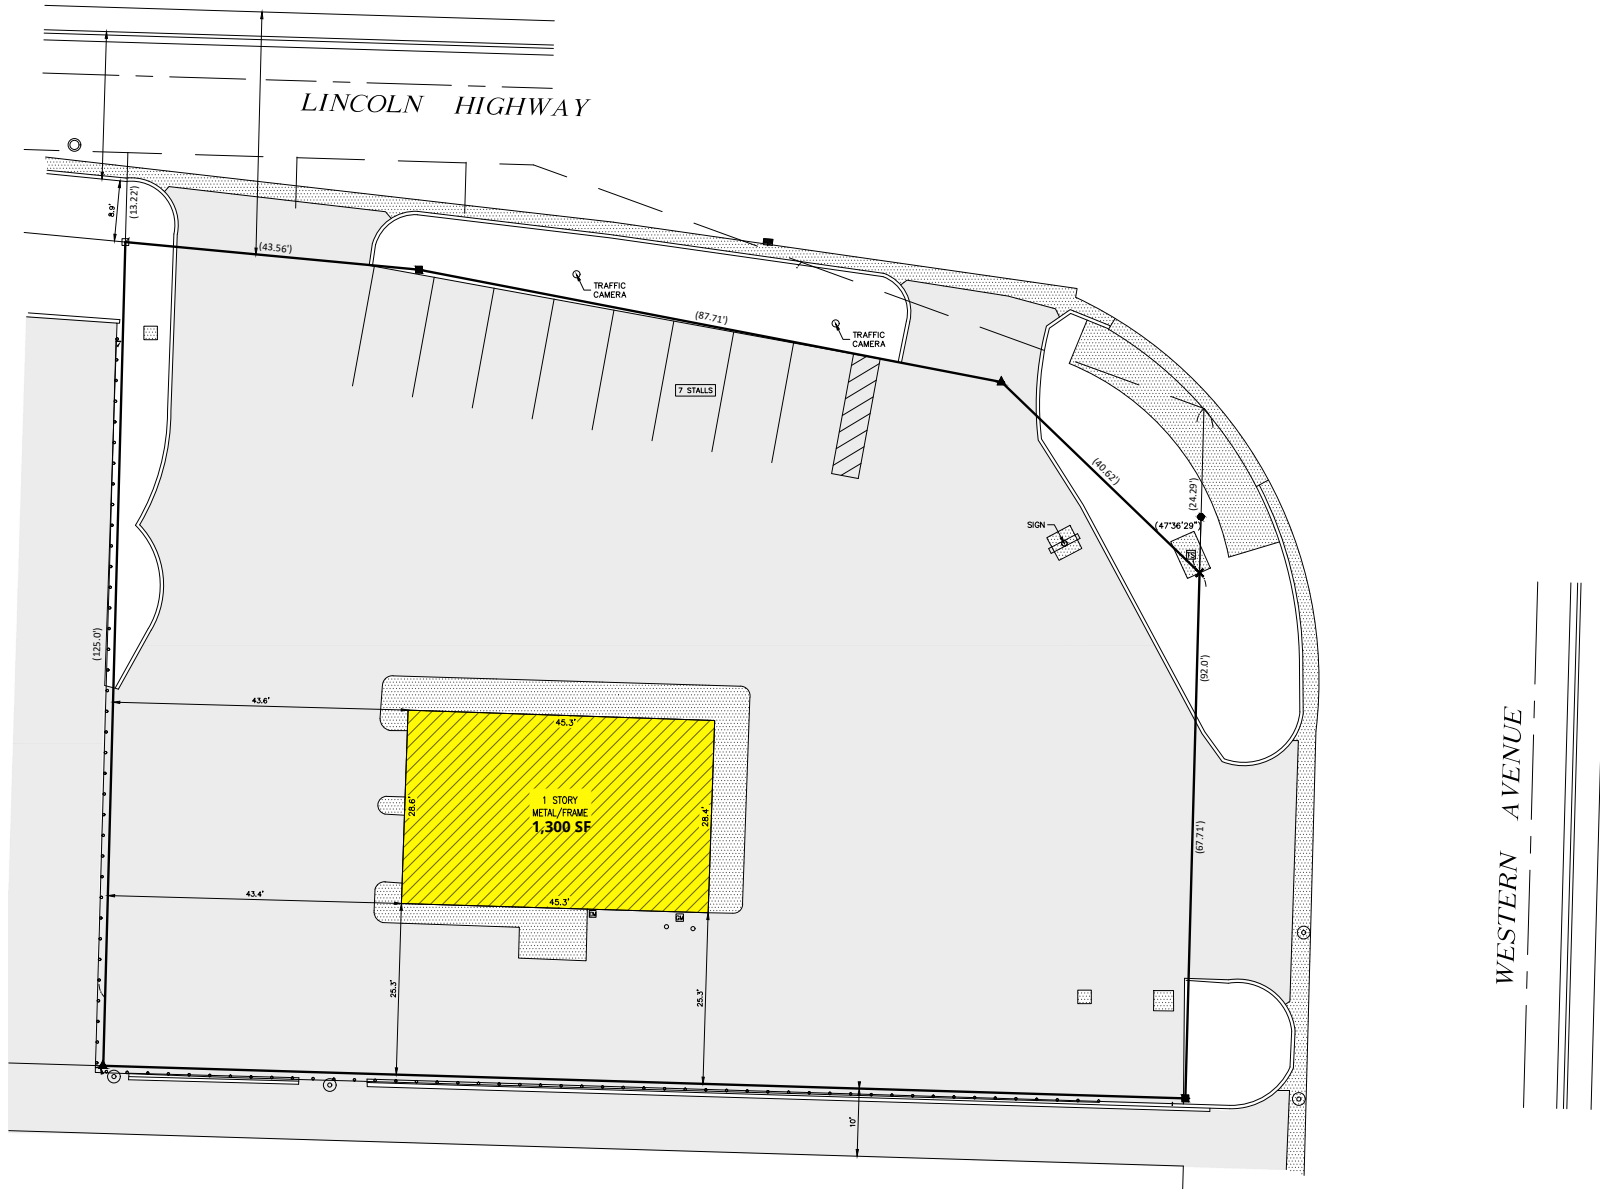 LINCOLN HIGHWAY
(13.22')
8.9'
(43.56')
TRAFFIC
CAMERA
(87.71')
TRAFFIC
CAMERA
7 STALLS
(40.62')
(24.29')
(47°36'29")
SIGN
(125.0')
(92.0')
43.6'
45.3'
28.6'
1 STORY
METAL/FRAME
1,300 SF
28.4'
(67.71')
WESTERN AVENUE
43.4'
45.3'
EM
GM
25.3'
25.3'
10'